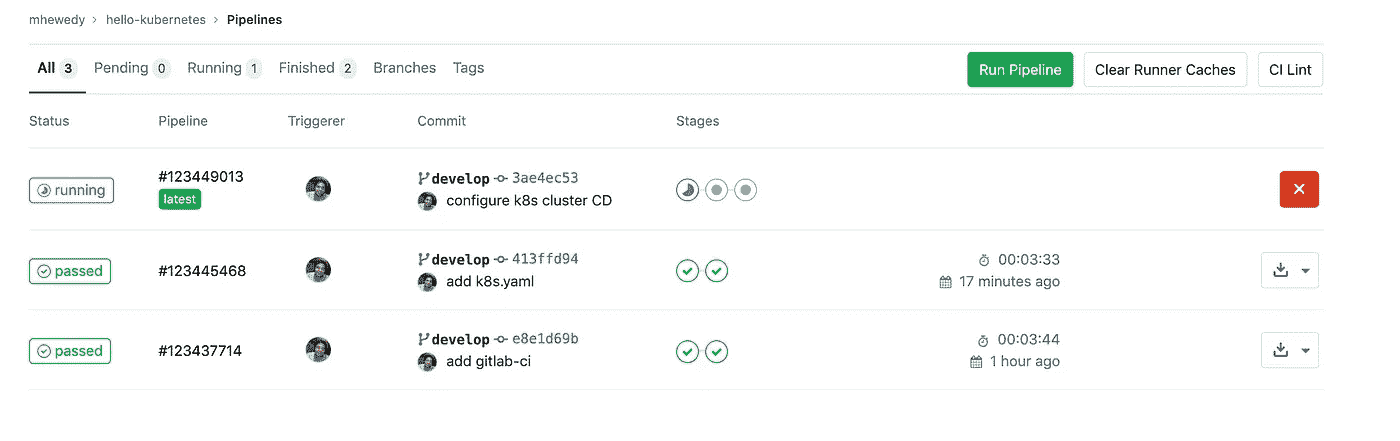 mhewedy > hello-kubernetes > Pipelines
All 3 Pending 0 Running 1 Finished 2 Branches Tags Run Pipeline Clear Runner Caches CI Lint
Status Pipeline Triggerer Commit Stages
running #123449013 develop 3ae4ec53
latest configure k8s cluster CD
passed #123445468 develop 413ffd94 00:03:33
add k8s.yaml 17 minutes ago
passed #123437714 develop e8e1d69b 00:03:44
add gitlab-ci 1 hour ago